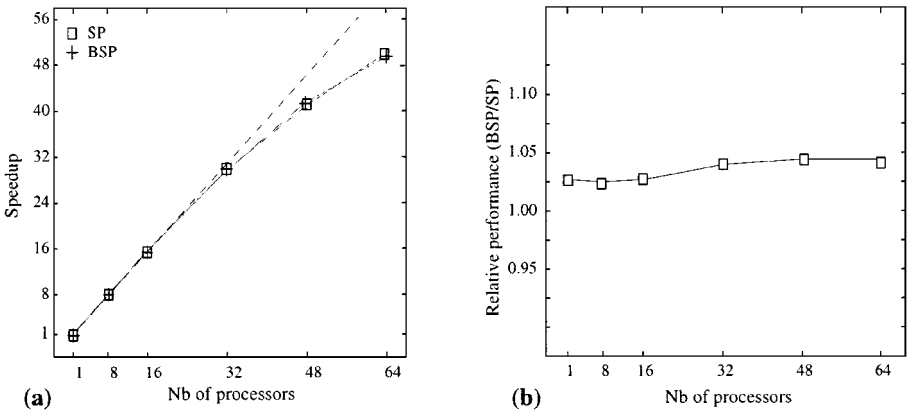 56
SP
BSP
48
40
32
24
16
8
1
Speedup
1 8 16 32 48 64
Nb of processors
(a)
1.10
1.05
1.00
0.95
Relative performance (BSP/SP)
1 8 16 32 48 64
Nb of processors
(b)